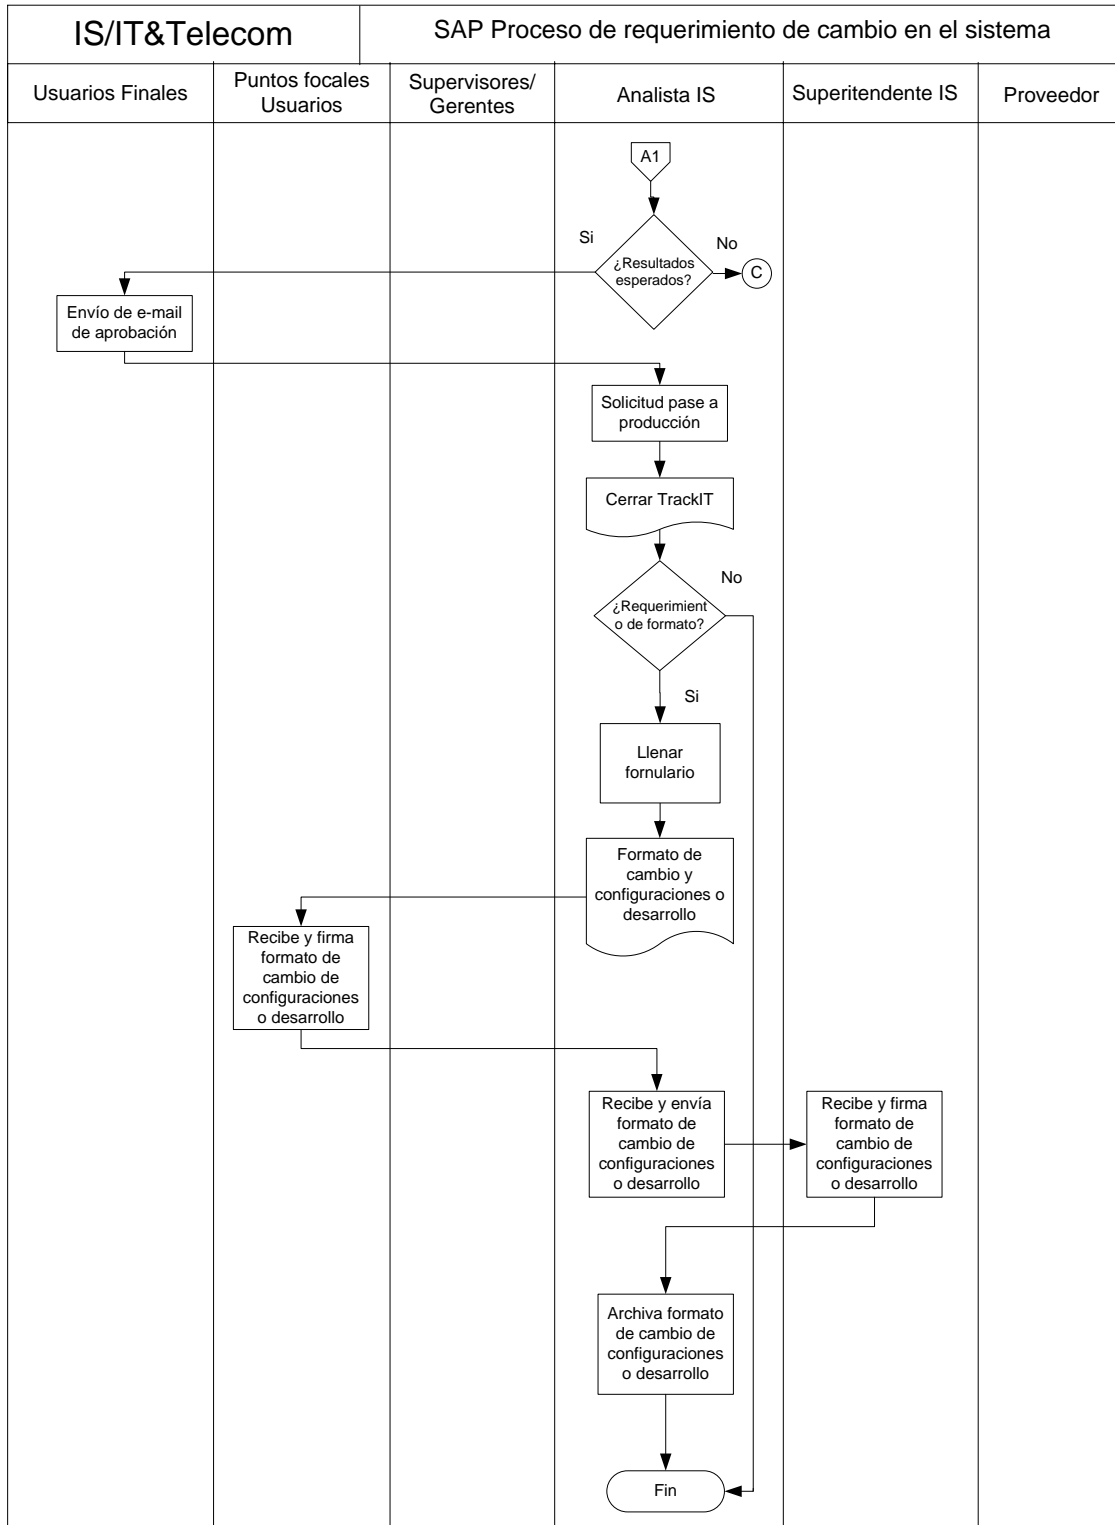 IS/IT&Telecom
SAP Proceso de requerimiento de cambio en el sistema
Usuarios Finales
Puntos focales
Usuarios
Supervisores/
Gerentes
Analista IS
Superitendente IS
Proveedor
A1
Si
No
¿Resultados
esperados?
C
Envío de e-mail
de aprobación
Solicitud pase a
producción
Cerrar TrackIT
No
¿Requerimient
o de formato?
Si
Llenar
fornulario
Formato de
cambio y
configuraciones o
desarrollo
Recibe y firma
formato de
cambio de
configuraciones
o desarrollo
Recibe y envía
formato de
cambio de
configuraciones
o desarrollo
Recibe y firma
formato de
cambio de
configuraciones
o desarrollo
Archiva formato
de cambio de
configuraciones
o desarrollo
Fin